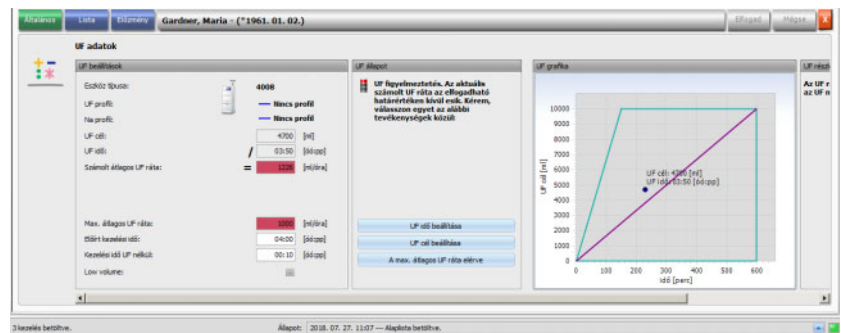 Általános
Lista
Előzmény
Gardner, Maria - (*1961. 01. 02.)
Elfogad
Mégse
X
UF adatok
UF beállítások
Eszköz típusa:
4008
UF profil:
Nincs profil
Na profil:
Nincs profil
UF cél:
4700 [ml]
UF idő:
/ 03:50 [óó:pp]
Számolt átlagos UF ráta:
= 1226 [ml/óra]
Max. átlagos UF ráta:
1000 [ml/óra]
Előírt kezelési idő:
04:00 [óó:pp]
Kezelés idő UF nélkül:
00:10 [óó:pp]
Low volume:
UF állapot
UF figyelmeztetés. Az aktuális
számolt UF ráta az elfogadható
határértéken kívül esik. Kérem,
válasszon egyet az alábbi
tevékenységek közül:
UF idő beállítása
UF cél beállítása
A max. átlagos UF ráta elérve
UF grafika
10000
9000
8000
7000
6000
5000
4000
3000
2000
1000
0
UF cél [ml]
UF cél: 4700 [ml]
UF idő: 03:50 [óó:pp]
0 100 200 300 400 500 600
idő [perc]
UF részl
Az UF r
az UF m
3 kezelés betöltve.
Állapot: 2018. 07. 27. 11:07 — Alaplista betöltve.